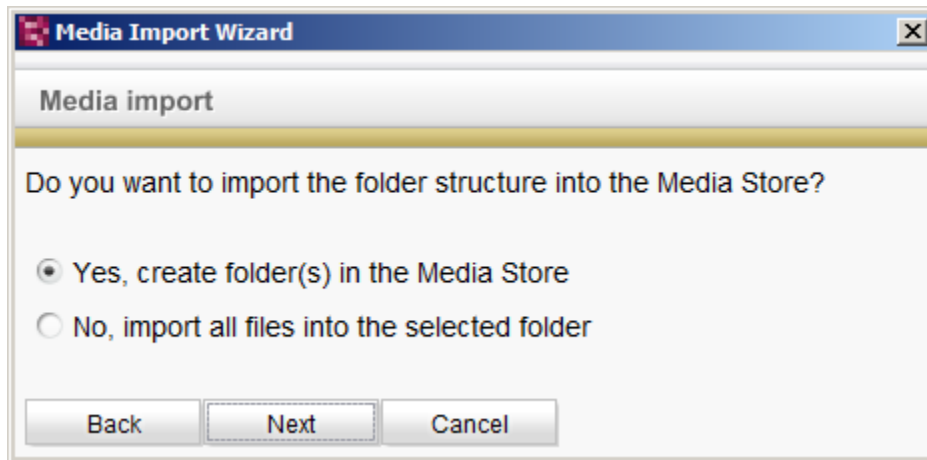 Media Import Wizard
Media import
Do you want to import the folder structure into the Media Store?
Yes, create folder(s) in the Media Store
No, import all files into the selected folder
Back Next Cancel